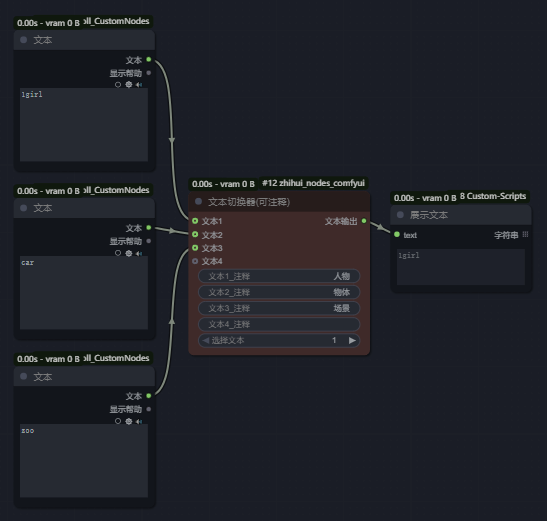 0.00s - vram 0 B oll_CustomNodes
文本
文本
显示帮助
1girl
0.00s - vram 0 B oll_CustomNodes
文本
文本
显示帮助
car
0.00s - vram 0 B oll_CustomNodes
文本
文本
显示帮助
zoo
0.00s - vram 0 B #12 zhihui_nodes_comfyui
文本切换器(可注释)
文本1 文本输出
文本2
文本3
文本4
文本1_注释 人物
文本2_注释 物体
文本3_注释 场景
文本4_注释
选择文本 1
0.00s - vram 0 B 8 Custom-Scripts
展示文本
text 字符串
1girl